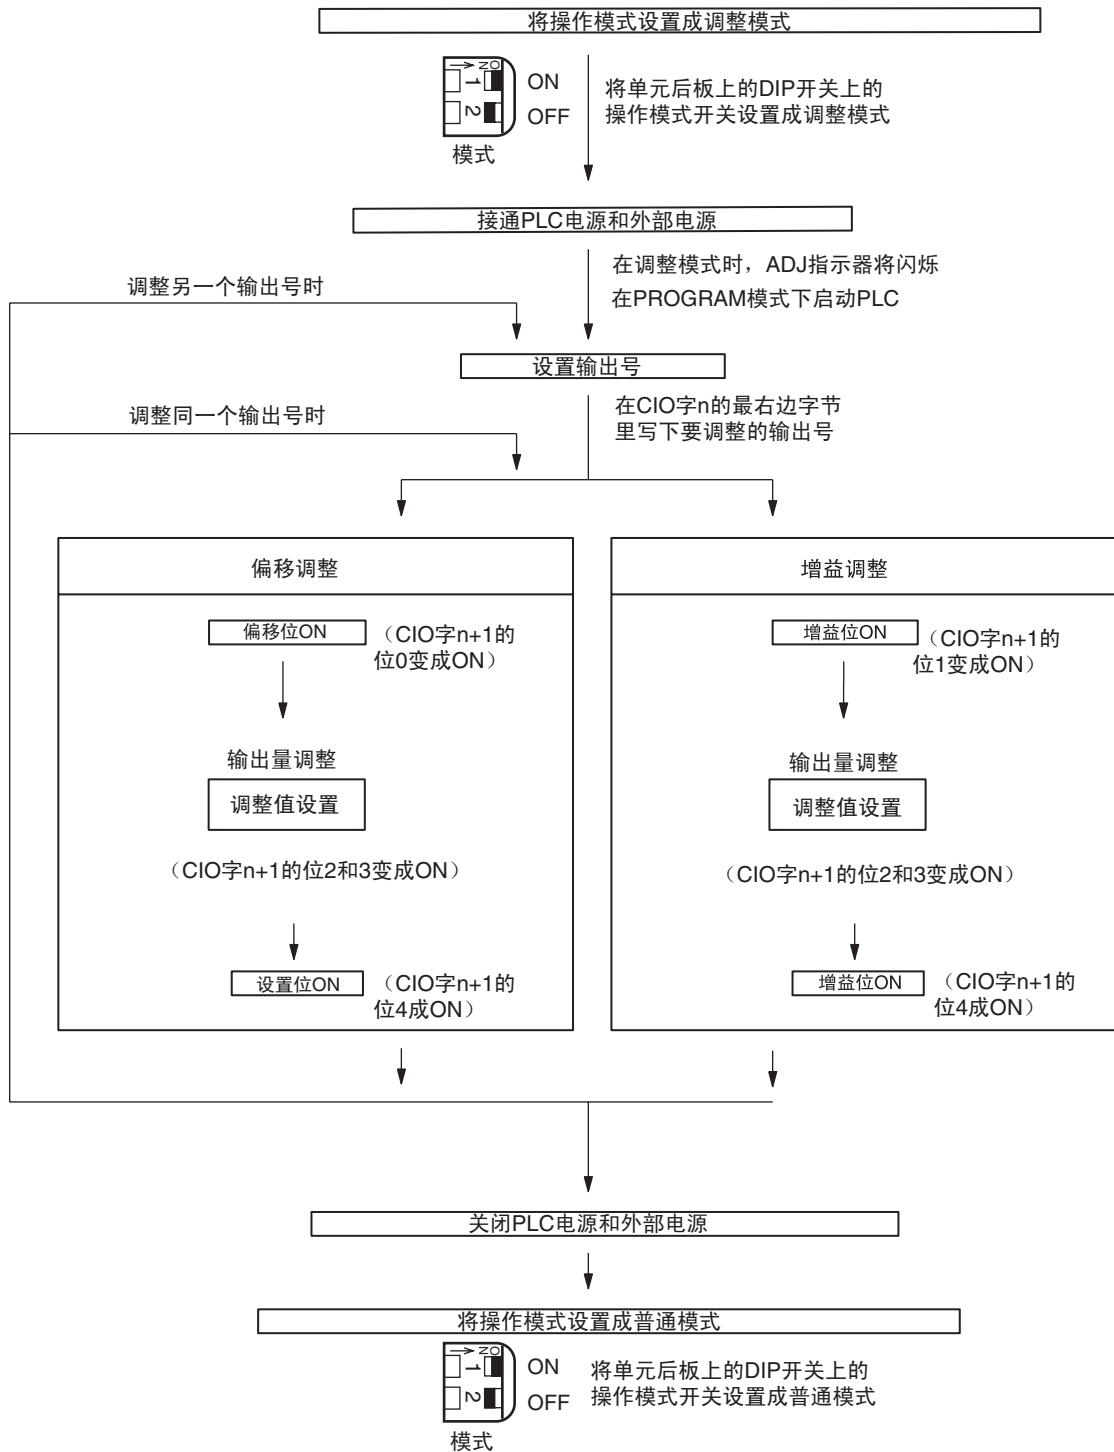 将操作模式设置成调整模式
ON
1
ON
2
OFF
模式
将单元后板上的DIP开关上的
操作模式开关设置成调整模式
接通PLC电源和外部电源
在调整模式时，ADJ指示器将闪烁
在PROGRAM模式下启动PLC
调整另一个输出号时
设置输出号
在CIO字n的最右边字节
里写下要调整的输出号
调整同一个输出号时
偏移调整
偏移位ON
（CIO字n+1的
位0变成ON）
输出量调整
调整值设置
（CIO字n+1的位2和3变成ON）
设置位ON
（CIO字n+1的
位4成ON）
增益调整
增益位ON
（CIO字n+1的
位1变成ON）
输出量调整
调整值设置
（CIO字n+1的位2和3变成ON）
增益位ON
（CIO字n+1的
位4成ON）
关闭PLC电源和外部电源
将操作模式设置成普通模式
ON
1
ON
2
OFF
模式
将单元后板上的DIP开关上的
操作模式开关设置成普通模式